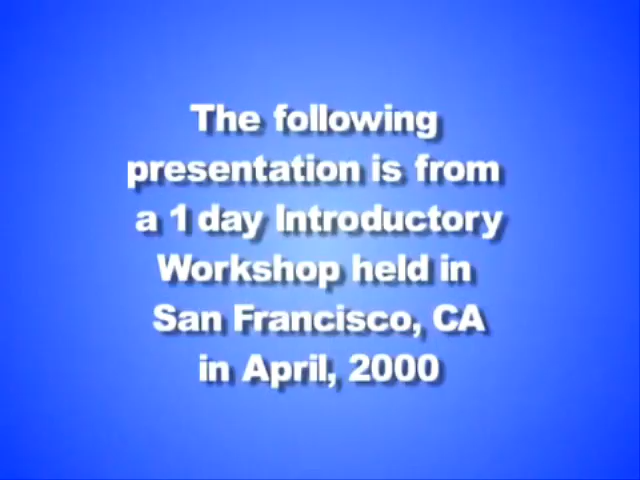 The following
presentation is from
a 1 day Introductory
Workshop held in
San Francisco, CA
in April, 2000